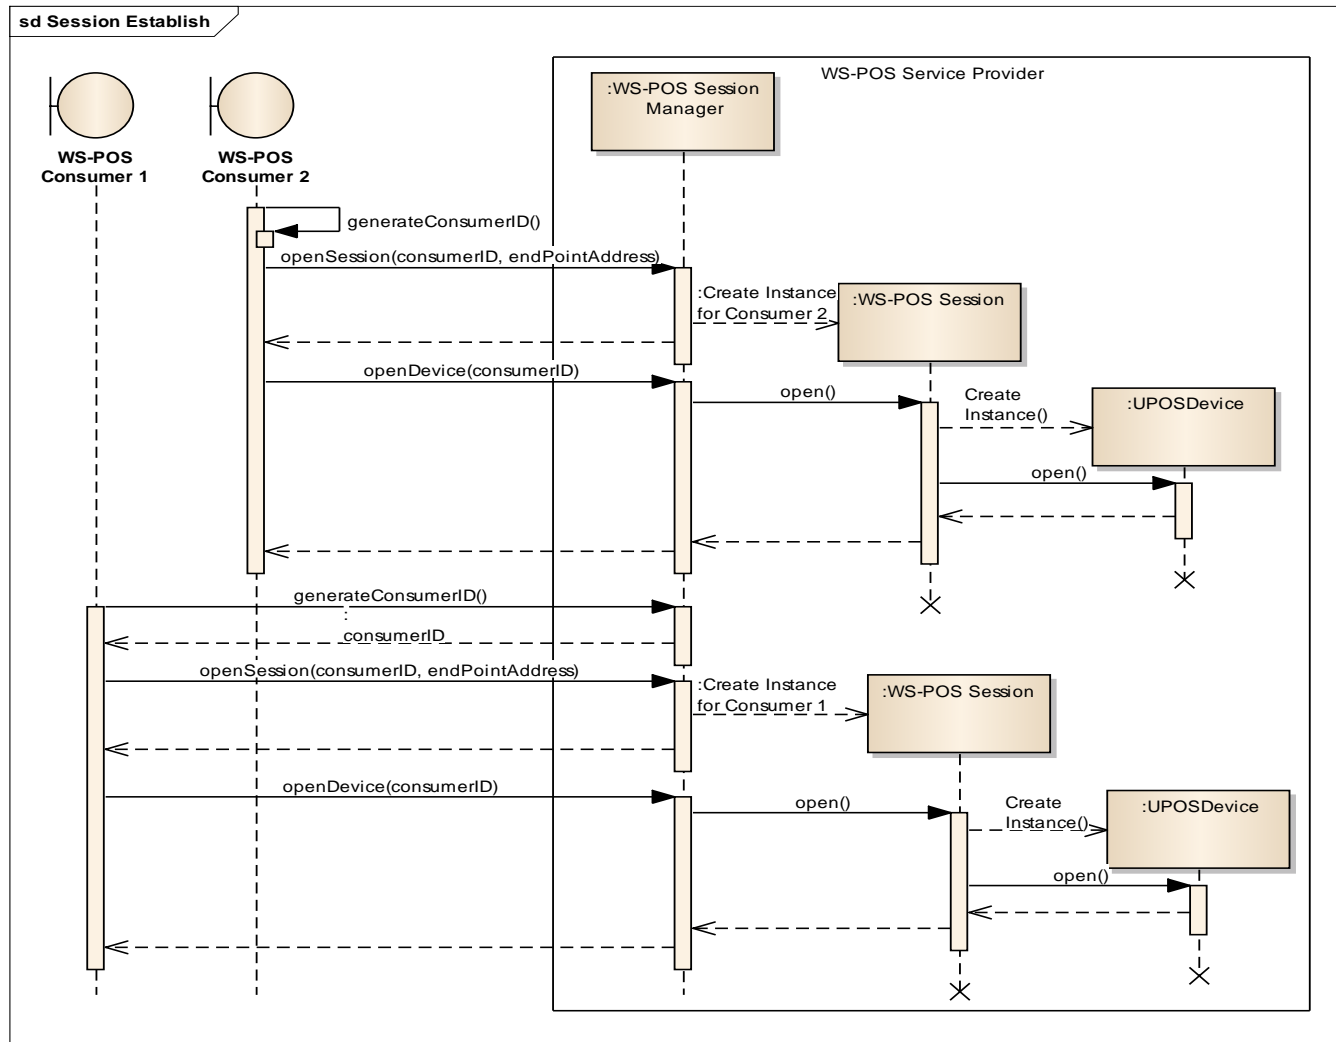 sd Session Establish
WS-POS Service Provider
:WS-POS Session
Manager
WS-POS
Consumer 1
WS-POS
Consumer 2
generateConsumerID()
openSession(consumerID, endPointAddress)
:Create Instance
for Consumer 2
:WS-POS Session
openDevice(consumerID)
open()
Create
Instance()
:UPOSDevice
open()
generateConsumerID()
:
consumerID
openSession(consumerID, endPointAddress)
:Create Instance
for Consumer 1
:WS-POS Session
openDevice(consumerID)
open()
Create
Instance()
:UPOSDevice
open()